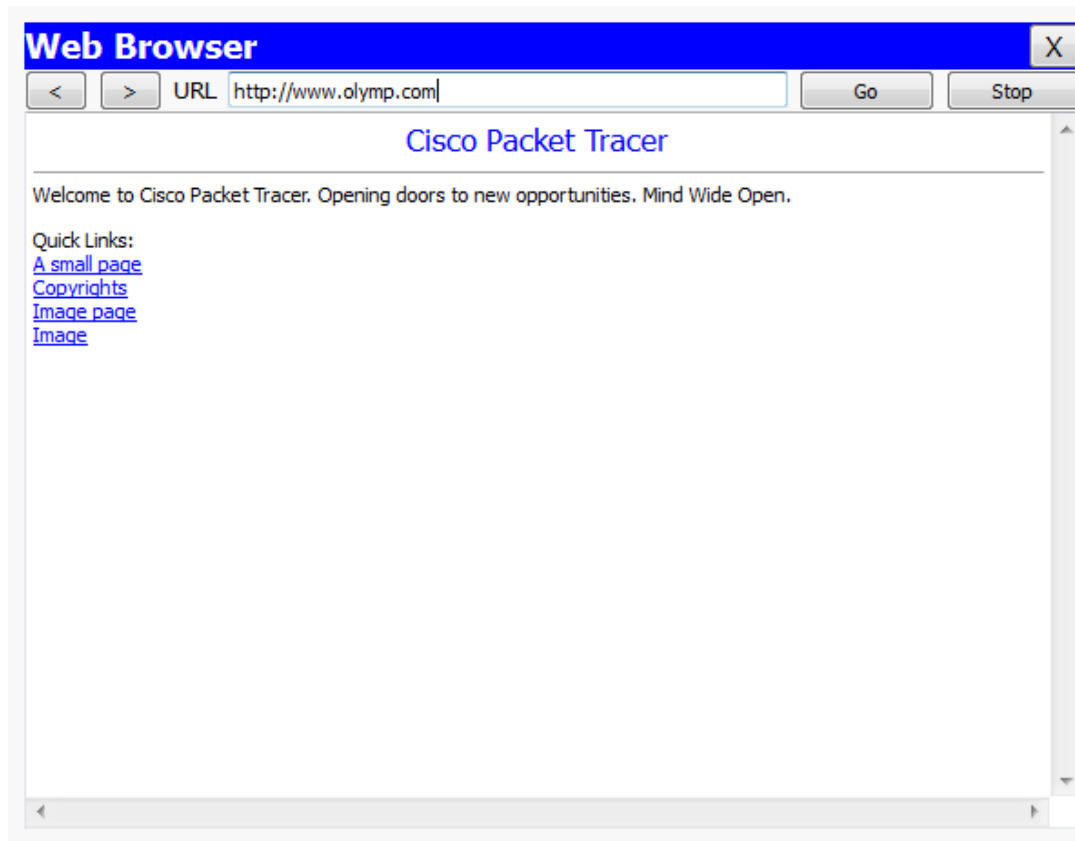 Web Browser X
< > URL http://www.olymp.com Go Stop
Cisco Packet Tracer
Welcome to Cisco Packet Tracer. Opening doors to new opportunities. Mind Wide Open.
Quick Links:
A small page
Copyrights
Image page
Image